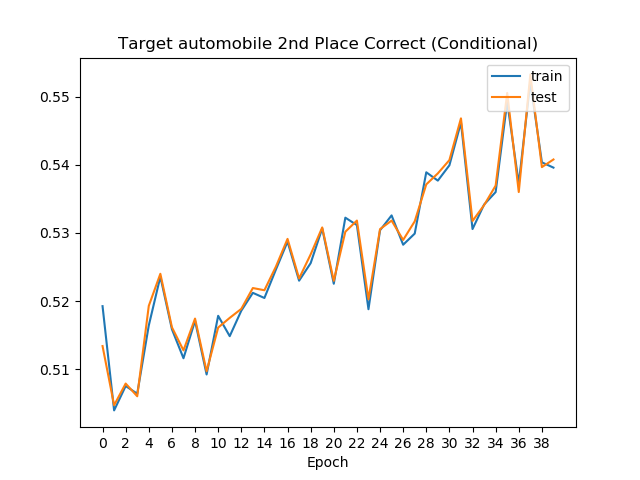 Target automobile 2nd Place Correct (Conditional)
train
test
0.55
0.54
0.53
0.52
0.51
0 2 4 6 8 10 12 14 16 18 20 22 24 26 28 30 32 34 36 38
Epoch